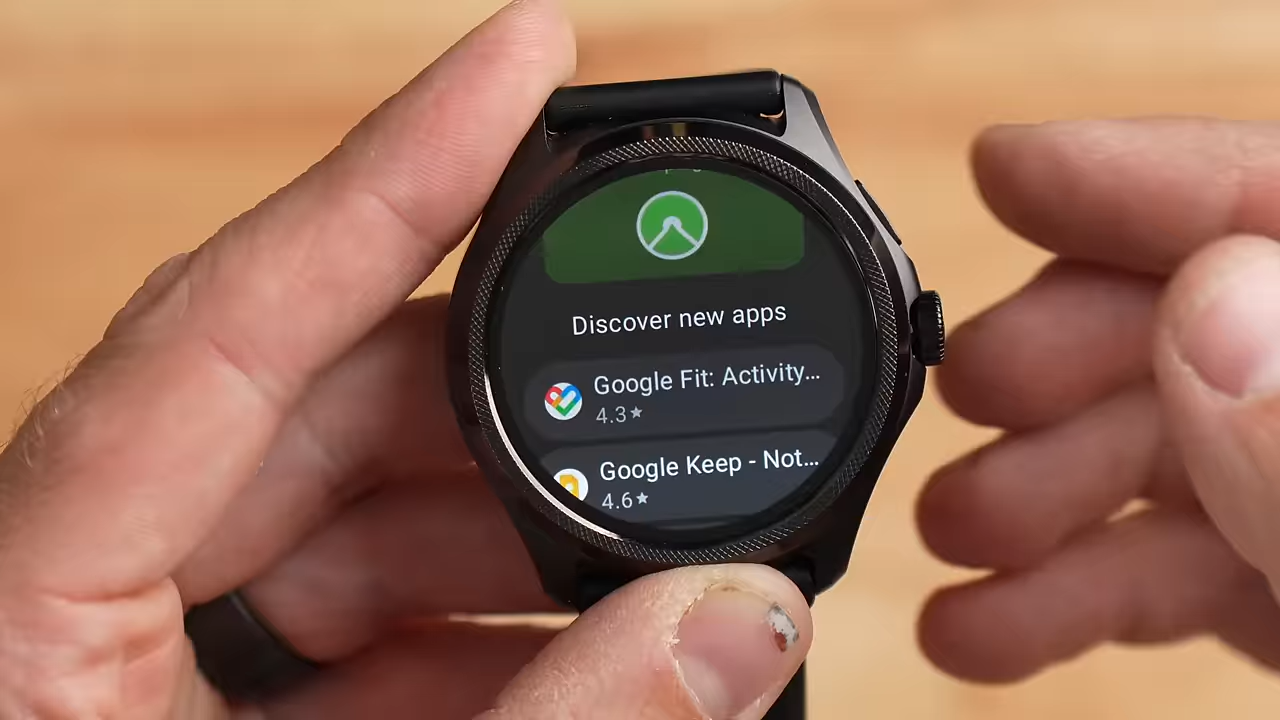 Discover new apps
Google Fit: Activity...
4.3★
Google Keep - Not...
4.6★